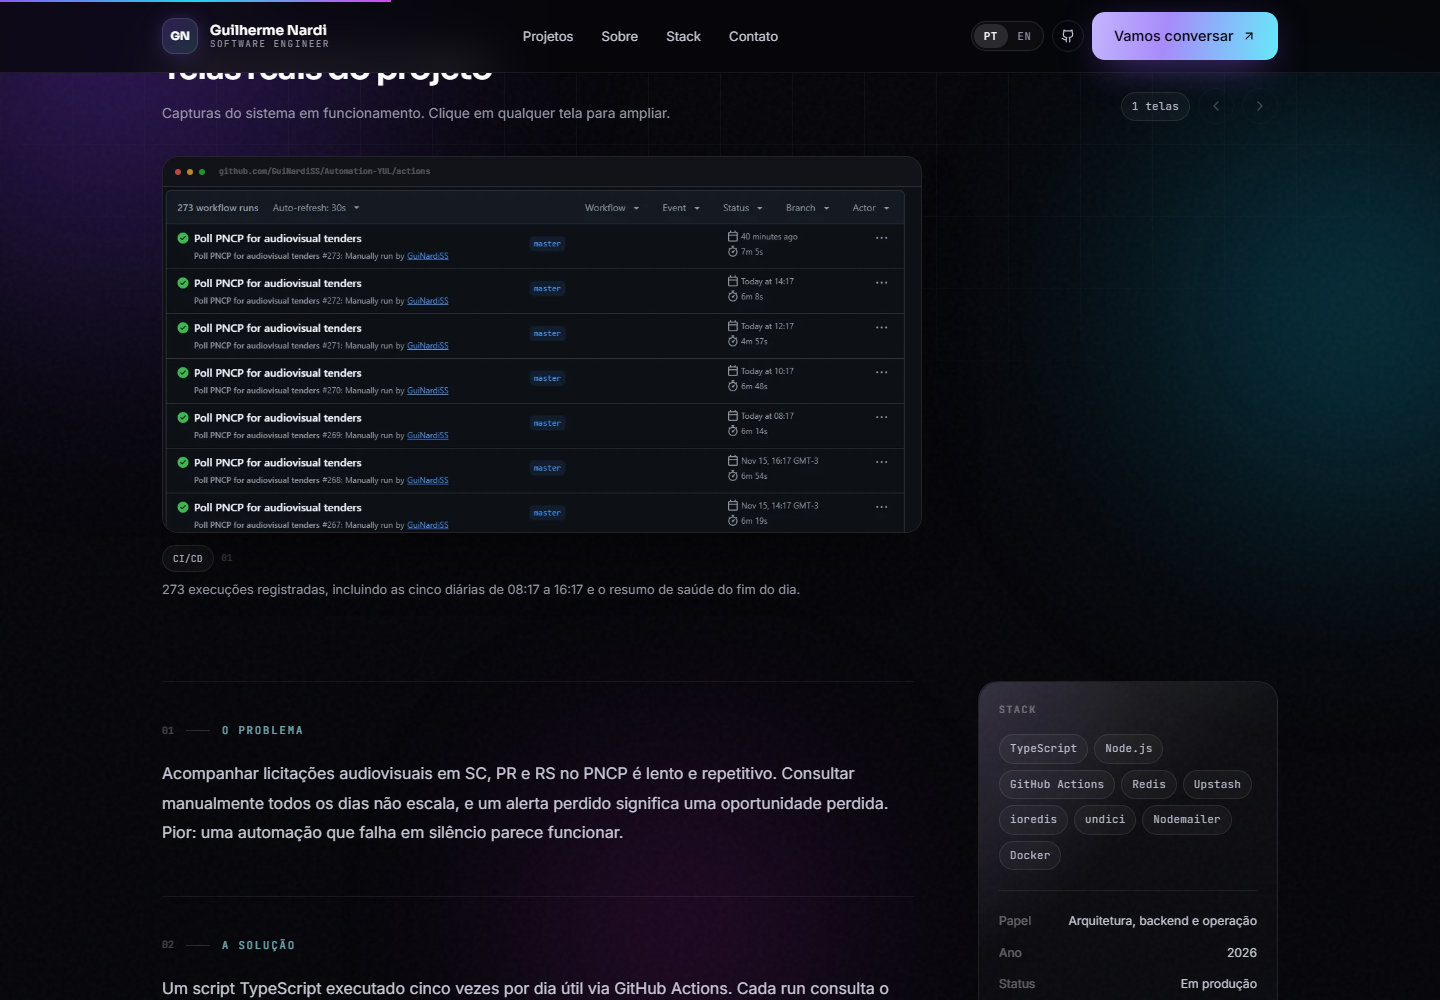 GN
Guilherme Nardi
SOFTWARE ENGINEER
Projetos
Sobre
Stack
Contato
PT
EN
Vamos conversar
Telas reais do projeto
Capturas do sistema em funcionamento. Clique em qualquer tela para ampliar.
1 telas
github.com/GuiNardiSS/Automation-YUL/actions
273 workflow runs
Auto-refresh: 30s
Workflow
Event
Status
Branch
Actor
Poll PNCP for audiovisual tenders
Poll PNCP for audiovisual tenders #273: Manually run by GuiNardiSS
master
40 minutes ago
7m 5s
Poll PNCP for audiovisual tenders
Poll PNCP for audiovisual tenders #272: Manually run by GuiNardiSS
master
Today at 14:17
6m 8s
Poll PNCP for audiovisual tenders
Poll PNCP for audiovisual tenders #271: Manually run by GuiNardiSS
master
Today at 12:17
4m 57s
Poll PNCP for audiovisual tenders
Poll PNCP for audiovisual tenders #270: Manually run by GuiNardiSS
master
Today at 10:17
6m 48s
Poll PNCP for audiovisual tenders
Poll PNCP for audiovisual tenders #269: Manually run by GuiNardiSS
master
Today at 08:17
6m 14s
Poll PNCP for audiovisual tenders
Poll PNCP for audiovisual tenders #268: Manually run by GuiNardiSS
master
Nov 15, 16:17 GMT-3
6m 54s
Poll PNCP for audiovisual tenders
Poll PNCP for audiovisual tenders #267: Manually run by GuiNardiSS
master
Nov 15, 14:17 GMT-3
6m 19s
CI/CD
01
273 execuções registradas, incluindo as cinco diárias de 08:17 a 16:17 e o resumo de saúde do fim do dia.
01
O PROBLEMA
Acompanhar licitações audiovisuais em SC, PR e RS no PNCP é lento e repetitivo. Consultar
manualmente todos os dias não escala, e um alerta perdido significa uma oportunidade perdida.
Pior: uma automação que falha em silêncio parece funcionar.
02
A SOLUÇÃO
Um script TypeScript executado cinco vezes por dia útil via GitHub Actions. Cada run consulta o
STACK
TypeScript
Node.js
GitHub Actions
Redis
Upstash
ioredis
undici
Nodemailer
Docker
Papel
Arquitetura, backend e operação
Ano
2026
Status
Em produção